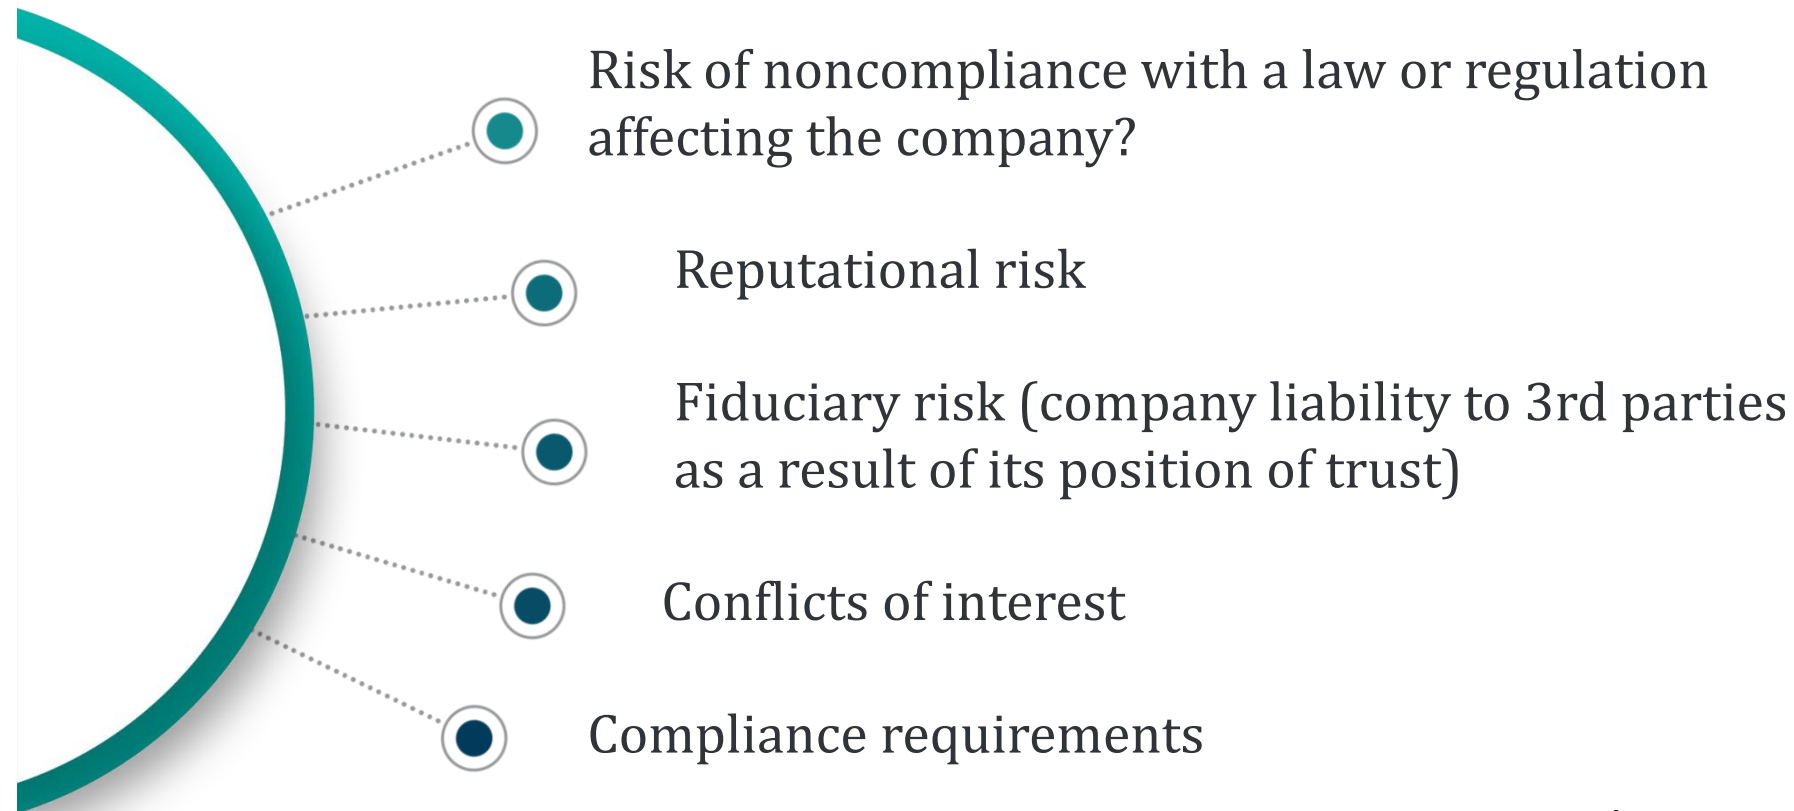 Risk of noncompliance with a law or regulation
affecting the company?
Reputational risk
Fiduciary risk (company liability to 3rd parties
as a result of its position of trust)
Conflicts of interest
Compliance requirements